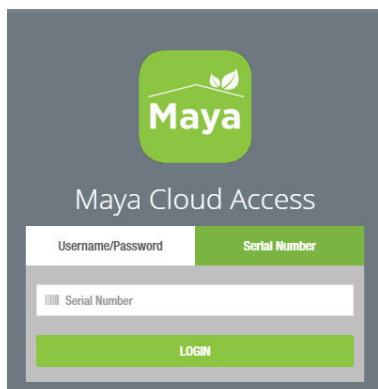 Maya
Maya Cloud Access
Username/Password Serial Number
Serial Number
LOGIN